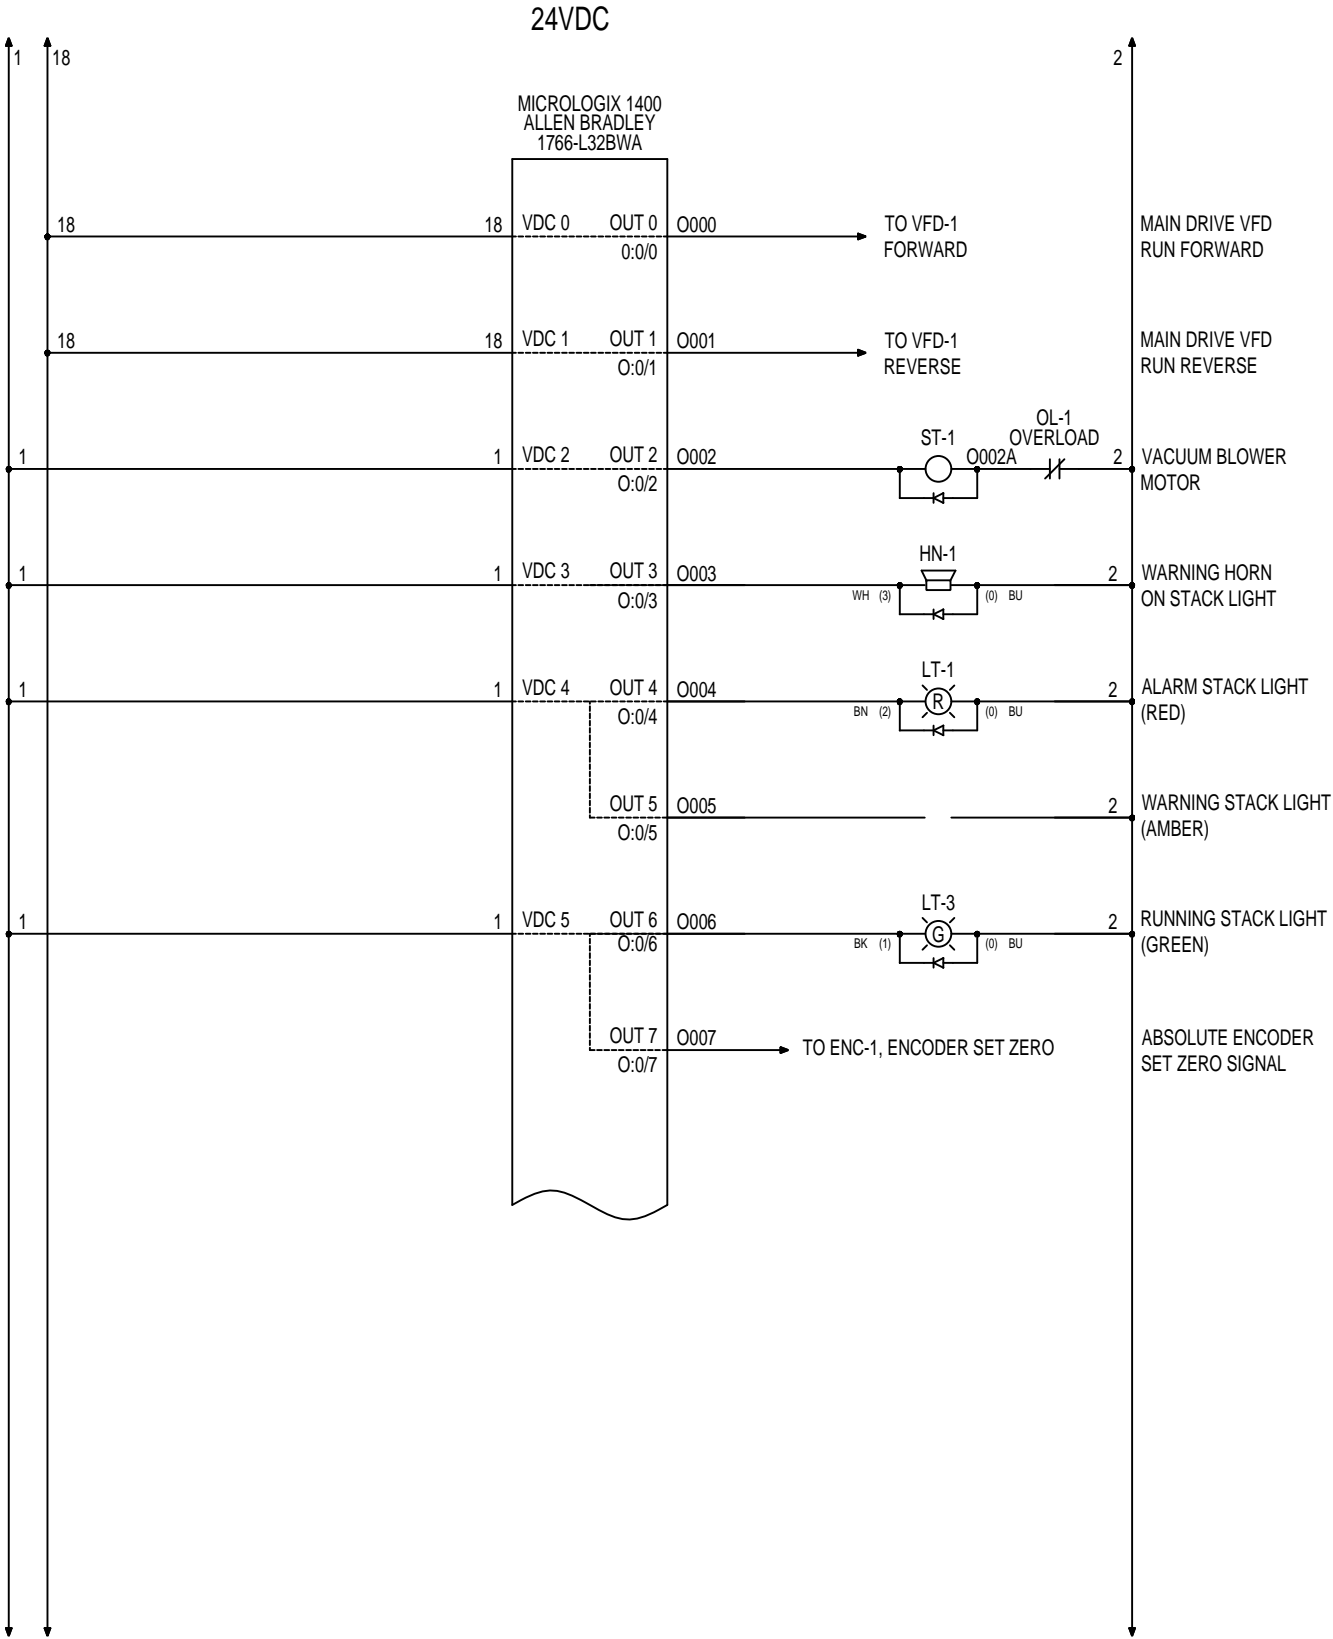 24VDC
1
18
2
MICROLOGIX 1400
ALLEN BRADLEY
1766-L32BWA
18
18
VDC 0
OUT 0
O000
TO VFD-1
MAIN DRIVE VFD
0:0/0
FORWARD
RUN FORWARD
18
18
VDC 1
OUT 1
O001
TO VFD-1
MAIN DRIVE VFD
O:0/1
REVERSE
RUN REVERSE
OL-1
ST-1
OVERLOAD
1
1
VDC 2
OUT 2
O002
O002A
2
VACUUM BLOWER
O:0/2
MOTOR
HN-1
1
1
VDC 3
OUT 3
O003
2
WARNING HORN
O:0/3
WH (3)
(0) BU
ON STACK LIGHT
LT-1
1
1
VDC 4
OUT 4
O004
R
2
ALARM STACK LIGHT
O:0/4
BN (2)
(0) BU
(RED)
OUT 5
O005
2
WARNING STACK LIGHT
O:0/5
(AMBER)
LT-3
1
1
VDC 5
OUT 6
O006
G
2
RUNNING STACK LIGHT
O:0/6
BK (1)
(0) BU
(GREEN)
OUT 7
O007
TO ENC-1, ENCODER SET ZERO
ABSOLUTE ENCODER
O:0/7
SET ZERO SIGNAL